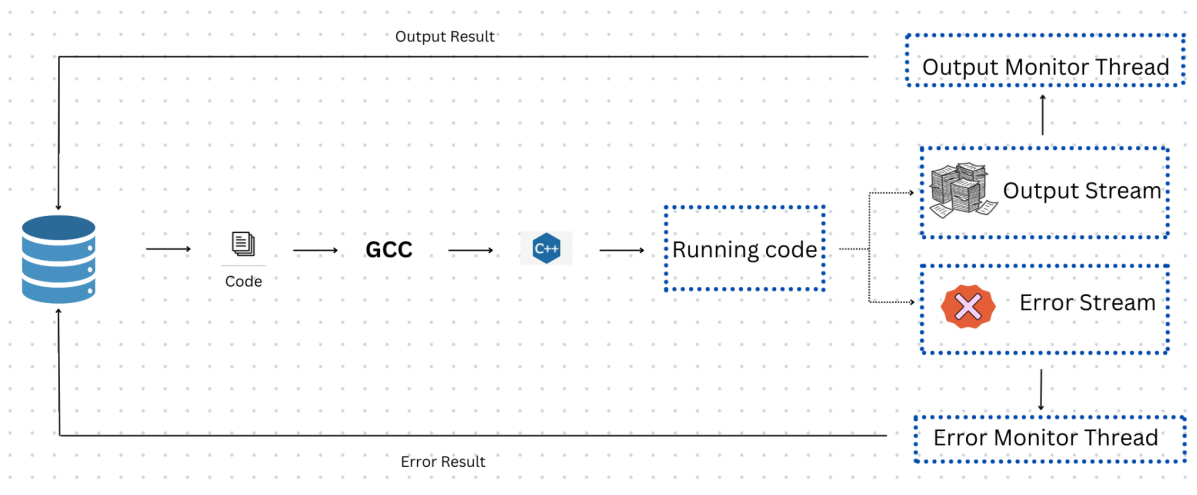 Output Result
Output Monitor Thread
Output Stream
Code
GCC
C++
Running code
Error Stream
Error Monitor Thread
Error Result